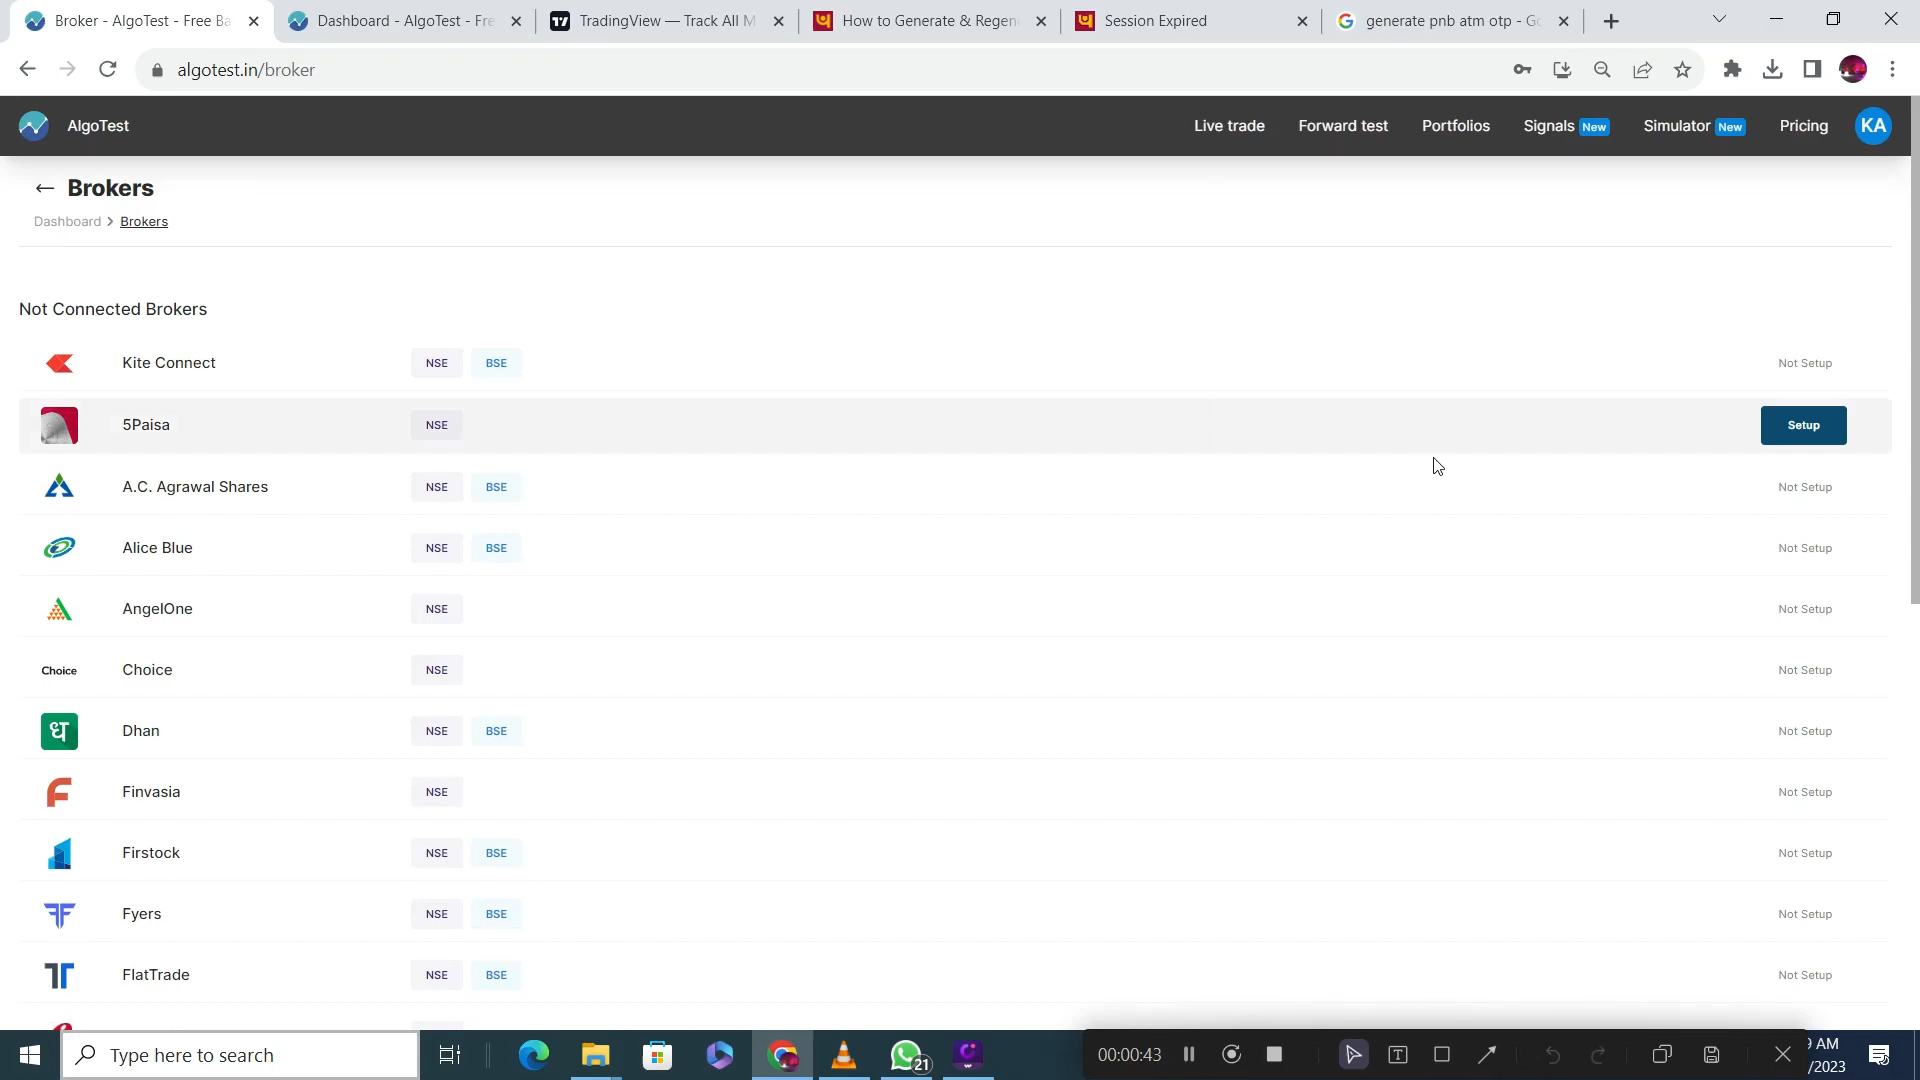 Broker - AlgoTest - Free Ba
Dashboard - AlgoTest - Fre
TradingView — Track All M
How to Generate & Regen
Session Expired
generate pnb atm otp - Go
algotest.in/broker
AlgoTest
Live trade
Forward test
Portfolios
Signals New
Simulator New
Pricing
KA
Brokers
Dashboard > Brokers
Not Connected Brokers
Kite Connect NSE BSE Not Setup
5Paisa NSE Setup
A.C. Agrawal Shares NSE BSE Not Setup
Alice Blue NSE BSE Not Setup
AngelOne NSE Not Setup
Choice Choice NSE Not Setup
ध Dhan NSE BSE Not Setup
Finvasia NSE Not Setup
Firstock NSE BSE Not Setup
Fyers NSE BSE Not Setup
FlatTrade NSE BSE Not Setup
Type here to search
21
00:00:43
9 AM
/2023